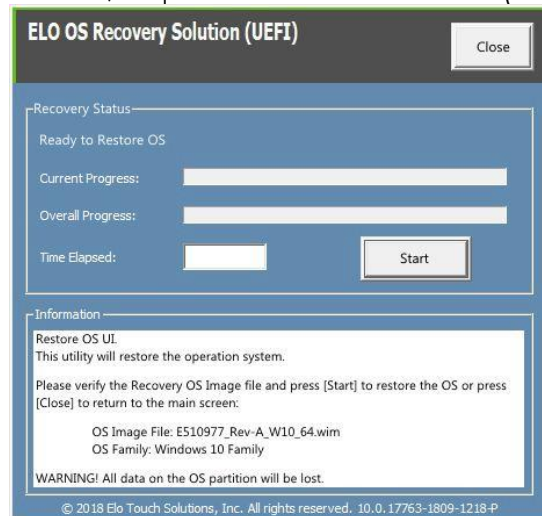 ELO OS Recovery Solution (UEFI)
Close
Recovery Status
Ready to Restore OS
Current Progress:
Overall Progress:
Time Elapsed:
Start
Information
Restore OS UI.
This utility will restore the operation system.
Please verify the Recovery OS Image file and press [Start] to restore the OS or press
[Close] to return to the main screen:
OS Image File: E510977_Rev-A_W10_64.wim
OS Family: Windows 10 Family
WARNING! All data on the OS partition will be lost.
© 2018 Elo Touch Solutions, Inc. All rights reserved. 10.0.17763-1809-1218-P